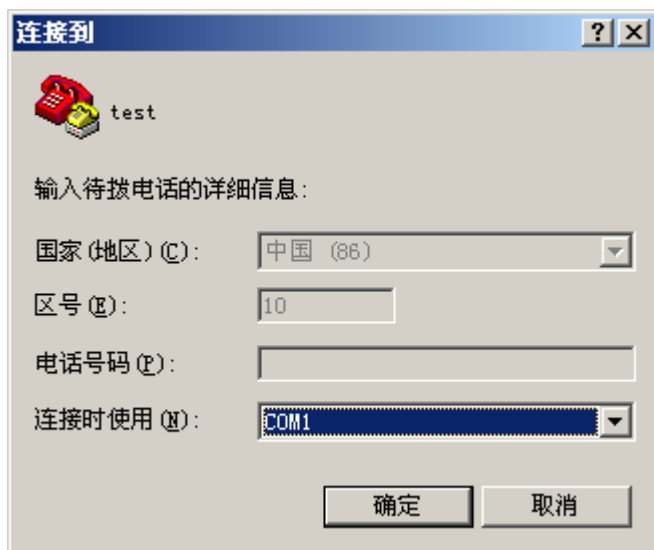 连接到
test
输入待拨电话的详细信息:
国家(地区)(C): 中国 (86)
区号(E): 10
电话号码(P):
连接时使用(N): COM1
确定 取消